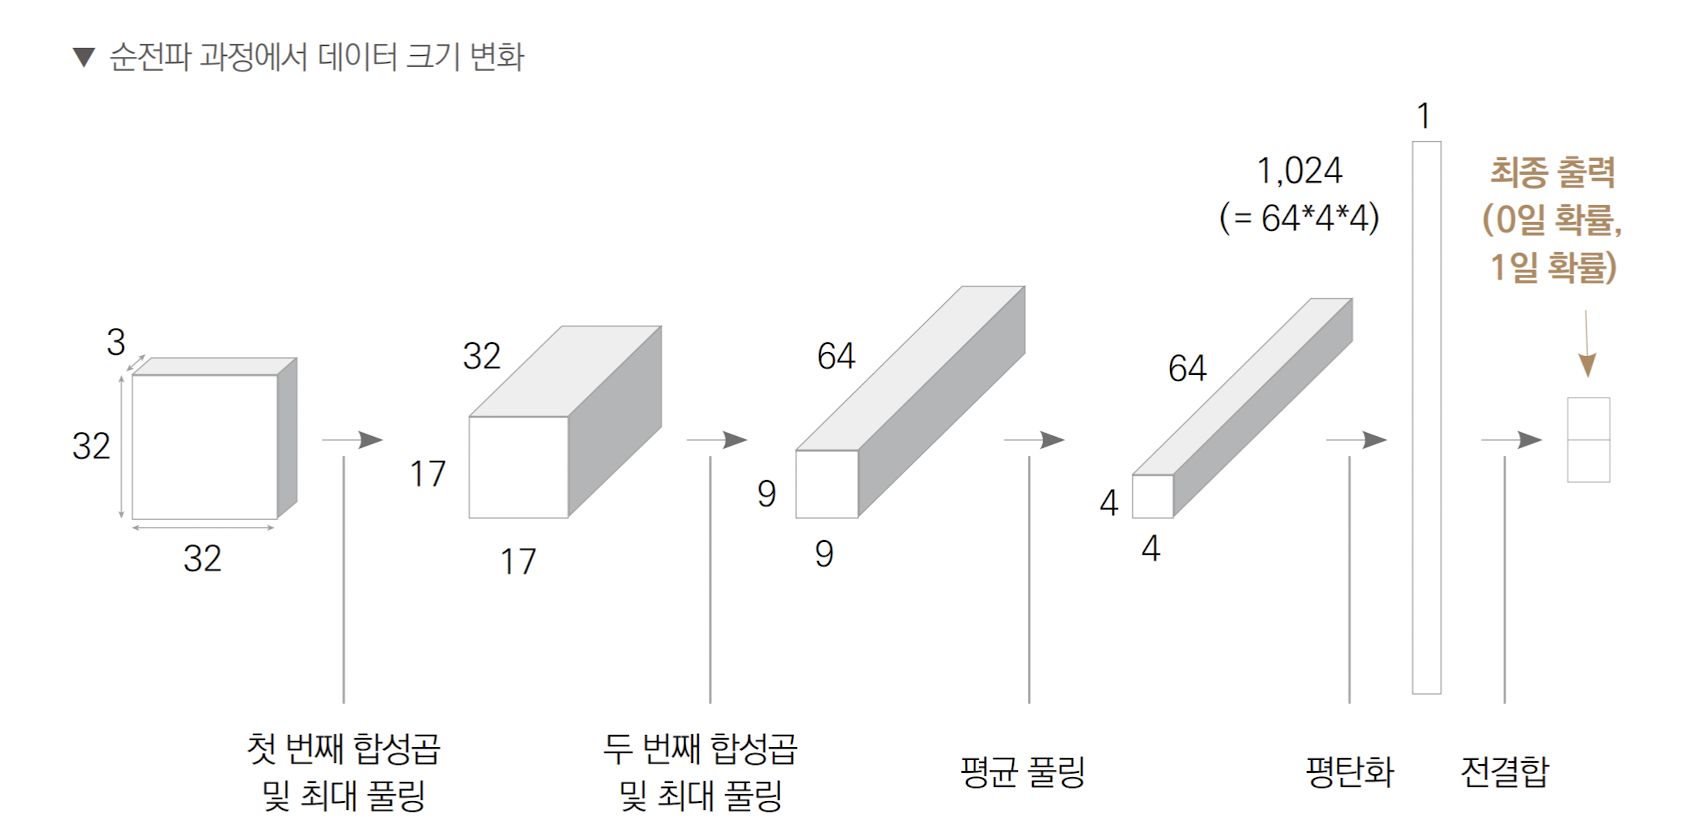 ▼ 순전파 과정에서 데이터 크기 변화
3
32
32
32
17
17
64
9
9
64
4
4
1,024
(= 64*4*4)
1
최종 출력
(0일 확률,
1일 확률)
첫 번째 합성곱
및 최대 풀링
두 번째 합성곱
및 최대 풀링
평균 풀링
평탄화
전결합